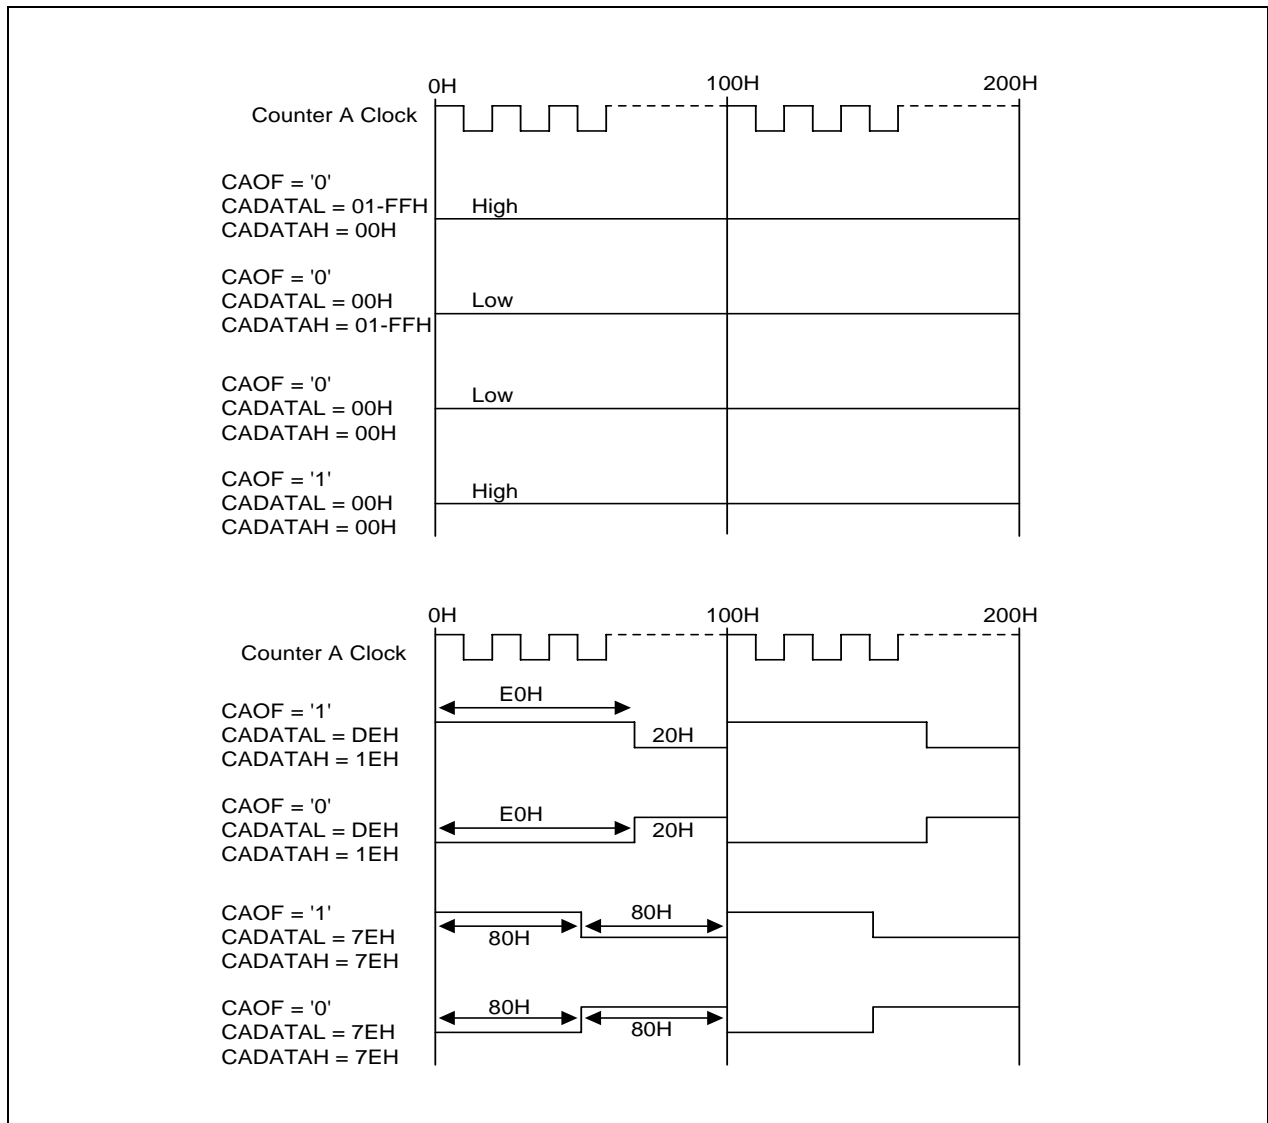 0H 100H 200H
Counter A Clock
CAOF = '0'
CADATAL = 01-FFH High
CADATAH = 00H
CAOF = '0'
CADATAL = 00H Low
CADATAH = 01-FFH
CAOF = '0'
CADATAL = 00H Low
CADATAH = 00H
CAOF = '1'
CADATAL = 00H High
CADATAH = 00H
0H 100H 200H
Counter A Clock
E0H
CAOF = '1'
CADATAL = DEH 20H
CADATAH = 1EH
CAOF = '0' E0H
CADATAL = DEH 20H
CADATAH = 1EH
CAOF = '1' 80H
CADATAL = 7EH 80H
CADATAH = 7EH
CAOF = '0' 80H
CADATAL = 7EH 80H
CADATAH = 7EH